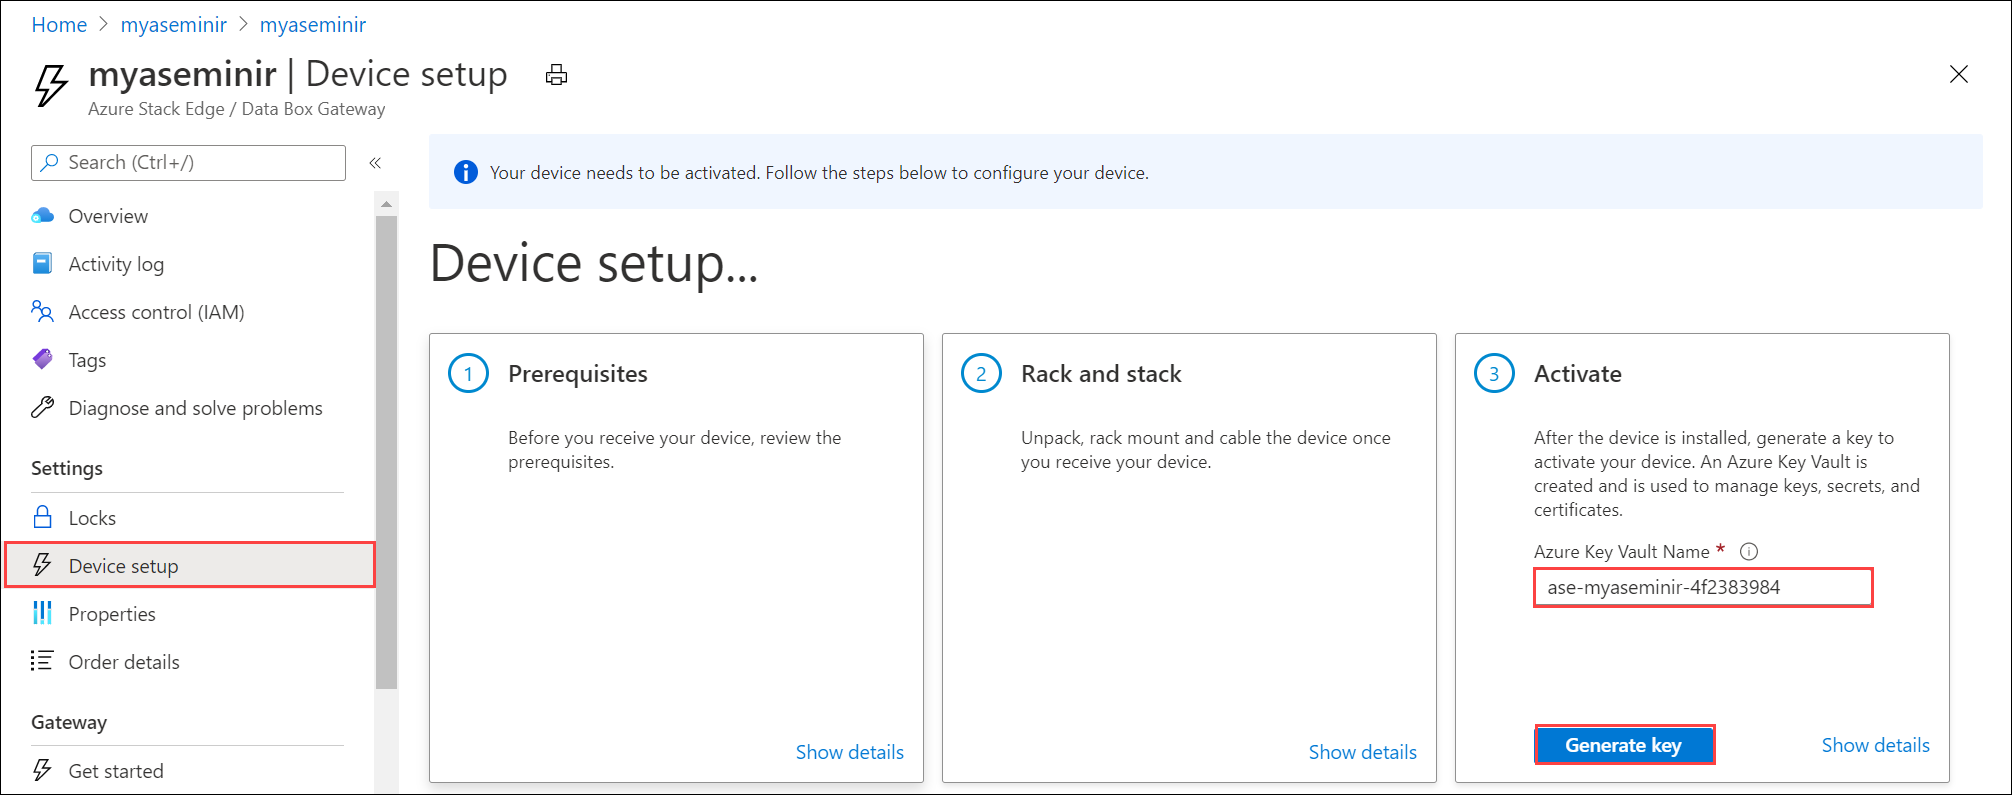 Home > myaseminir > myaseminir
myaseminir | Device setup
Azure Stack Edge / Data Box Gateway
Search (Ctrl+/)
«
Overview
Activity log
Access control (IAM)
Tags
Diagnose and solve problems
Settings
Locks
Device setup
Properties
Order details
Gateway
Get started
Your device needs to be activated. Follow the steps below to configure your device.
Device setup...
1 Prerequisites
Before you receive your device, review the
prerequisites.
Show details
2 Rack and stack
Unpack, rack mount and cable the device once
you receive your device.
Show details
3 Activate
After the device is installed, generate a key to
activate your device. An Azure Key Vault is
created and is used to manage keys, secrets, and
certificates.
Azure Key Vault Name *
ase-myaseminir-4f2383984
Generate key
Show details